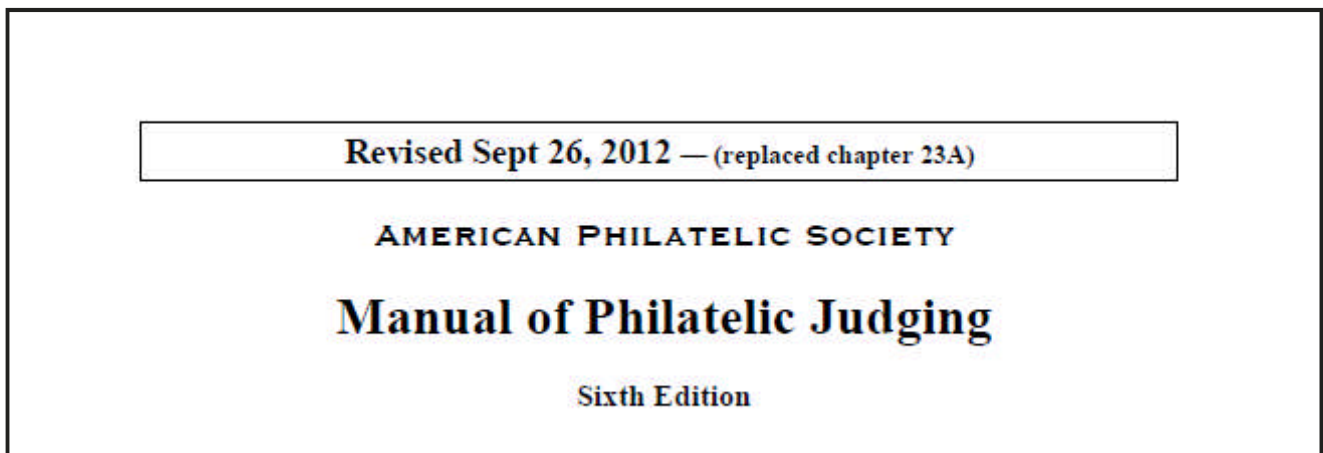 Revised Sept 26, 2012 — (replaced chapter 23A)
AMERICAN PHILATELIC SOCIETY
Manual of Philatelic Judging
Sixth Edition